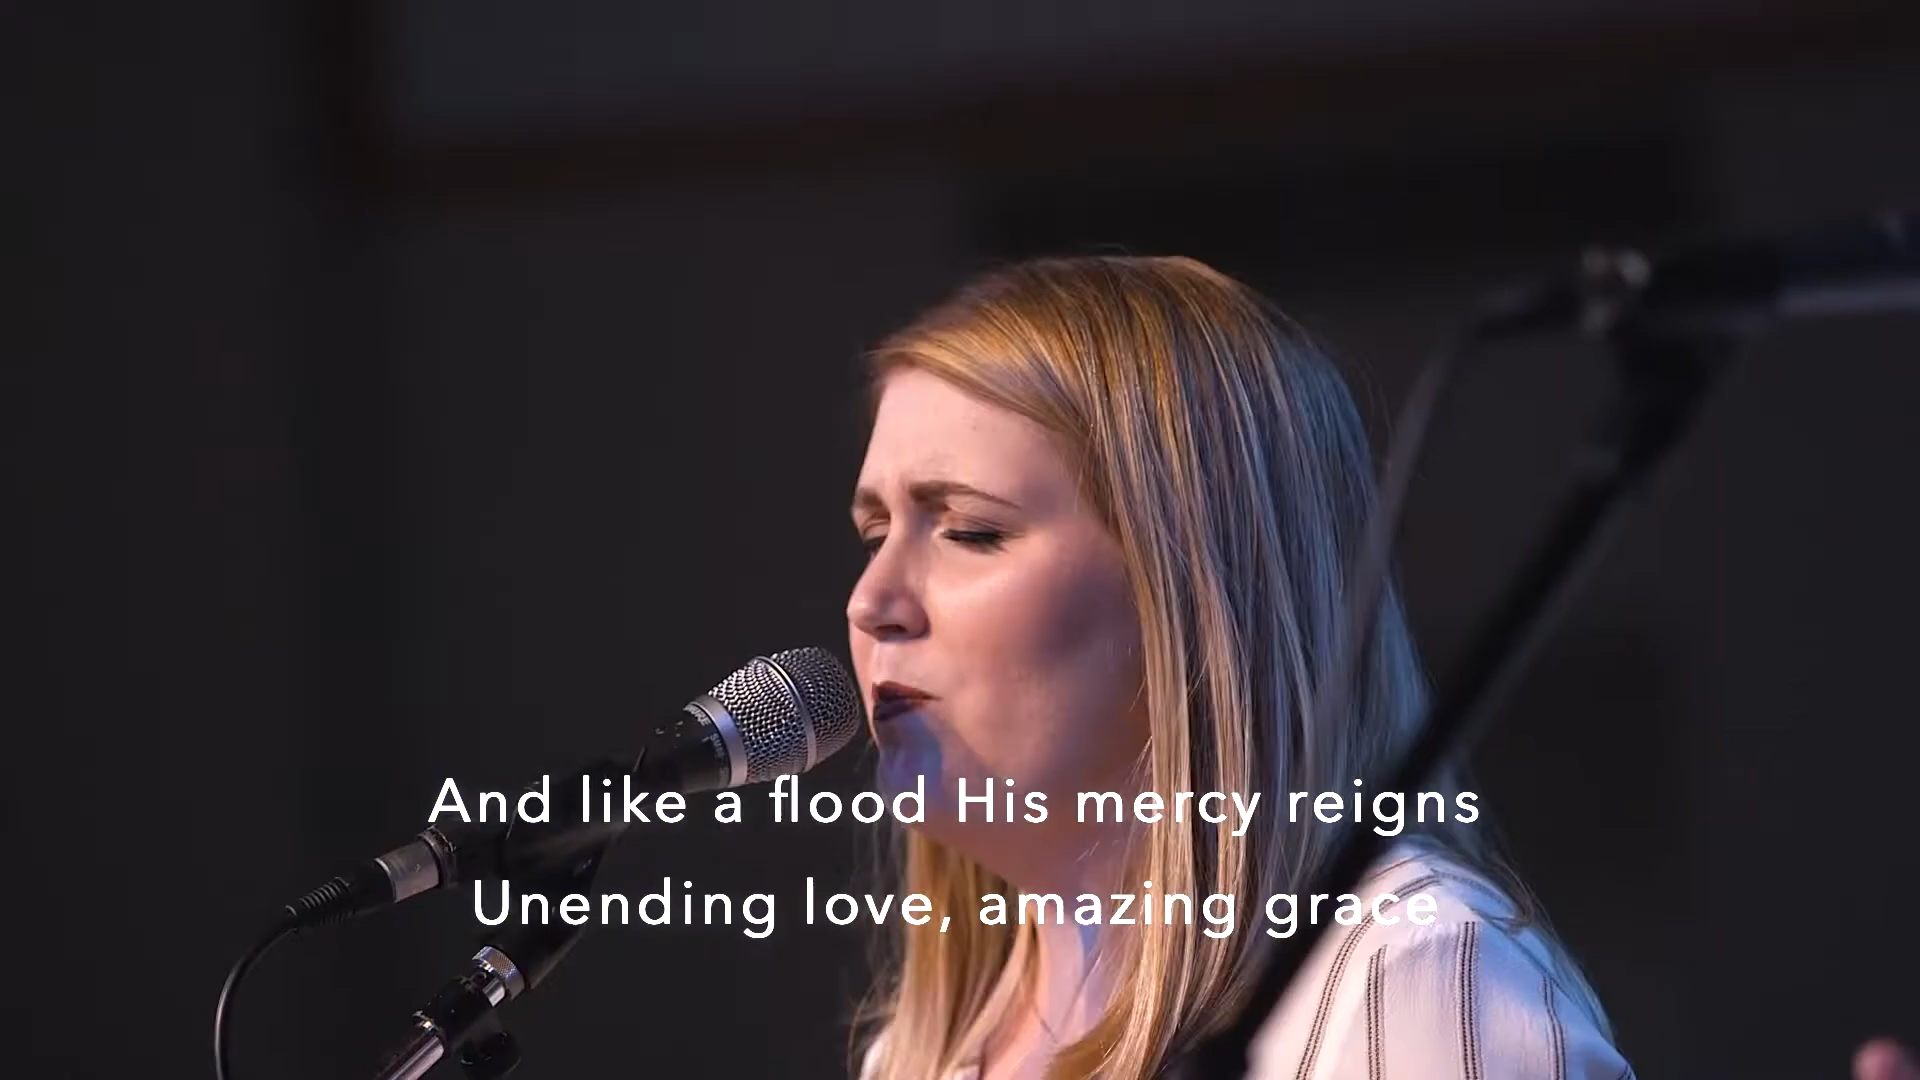 And like a flood His mercy reigns
Unending love, amazing grace